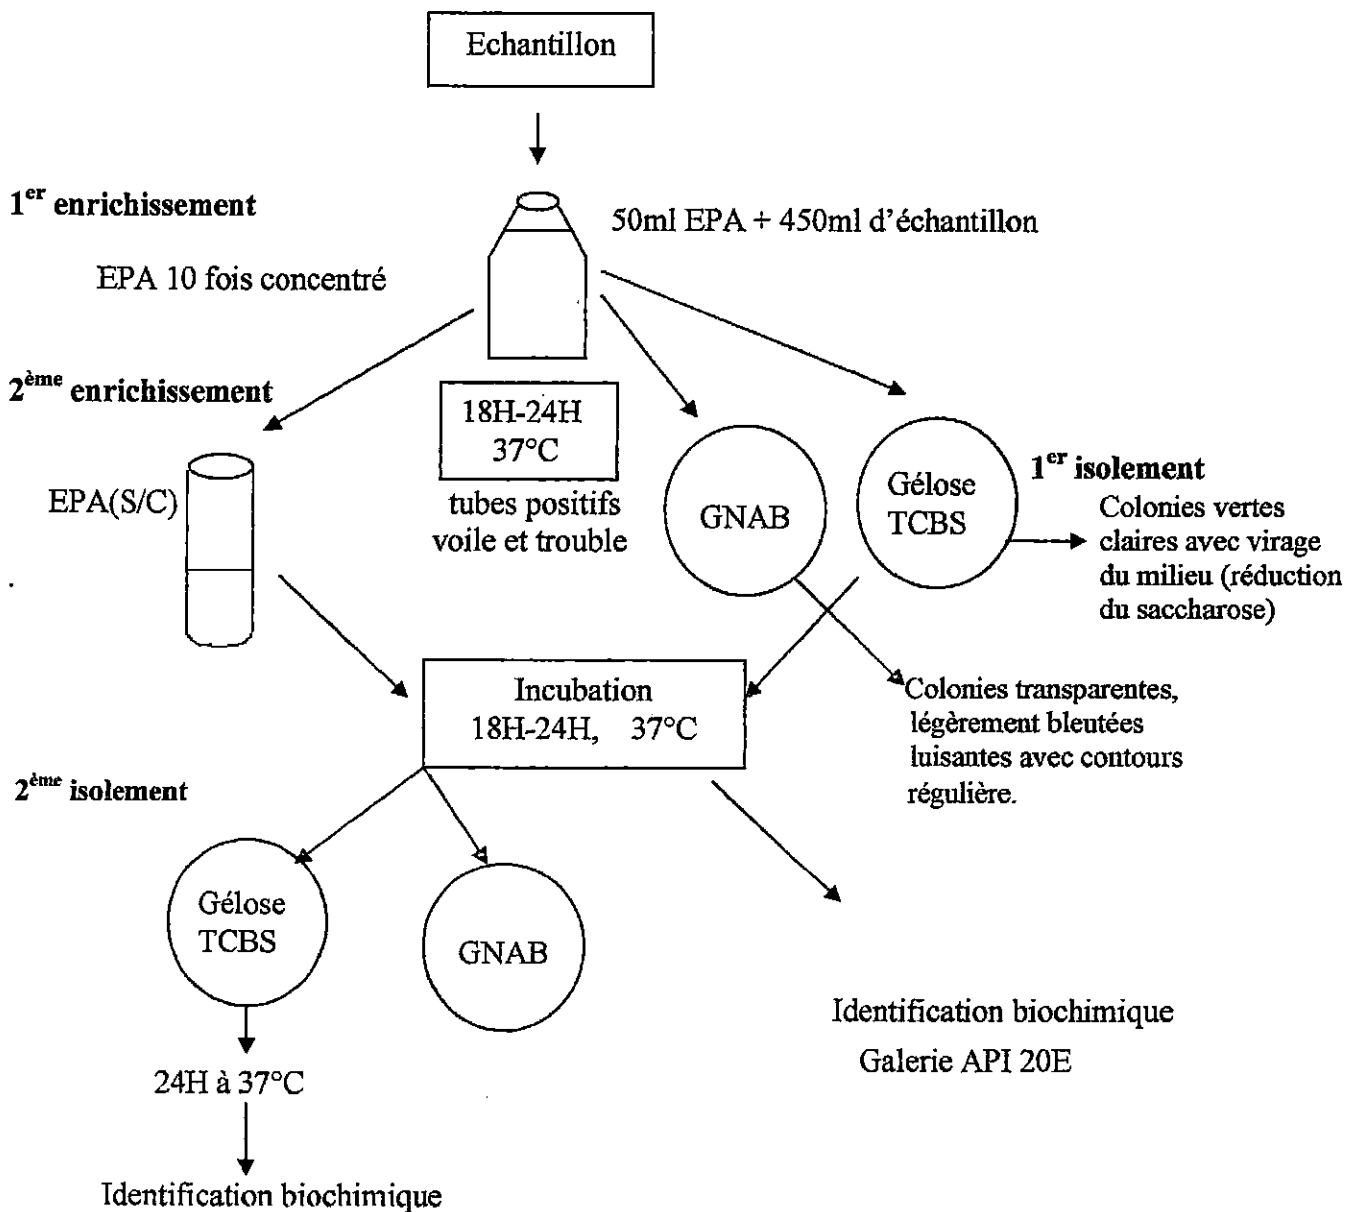 Echantillon
1er enrichissement
50ml EPA + 450ml d'échantillon
EPA 10 fois concentré
2ème enrichissement
18H-24H
37°C
tubes positifs
voile et trouble
EPA(S/C)
GNAB
Gélose
TCBS
1er isolement
Colonies vertes
claires avec virage
du milieu (réduction
du saccharose)
Incubation
18H-24H, 37°C
Colonies transparentes,
légèrement bleutées
luisantes avec contours
régulière.
2ème isolement
Gélose
TCBS
GNAB
24H à 37°C
Identification biochimique
Identification biochimique
Galerie API 20E